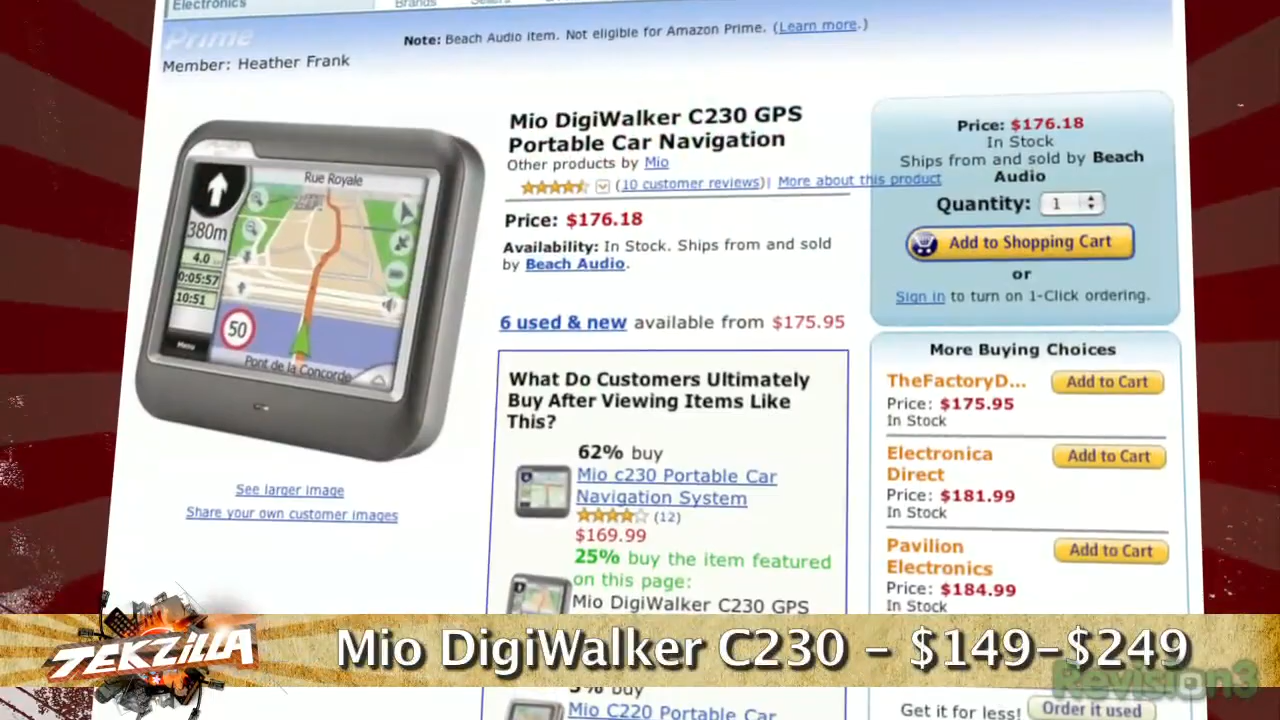 Electronics
Brands
Prime
Note: Beach Audio item. Not eligible for Amazon Prime. (Learn more.)
Member: Heather Frank
Rue Royale
380m
4.0
0:05:57
10:51
50
Menu
Pont de la Concorde
See larger image
Share your own customer images
Mio DigiWalker C230 GPS
Portable Car Navigation
Other products by Mio
(10 customer reviews)| More about this product
Price: $176.18
Availability: In Stock. Ships from and sold
by Beach Audio.
6 used & new available from $175.95
What Do Customers Ultimately
Buy After Viewing Items Like
This?
62% buy
Mio c230 Portable Car
Navigation System
(12)
$169.99
25% buy the item featured
on this page:
Mio DigiWalker C230 GPS
buy
Mio C220 Portable Car
Price: $176.18
In Stock
Ships from and sold by Beach
Audio
Quantity: 1
Add to Shopping Cart
or
Sign in to turn on 1-Click ordering.
More Buying Choices
TheFactoryD... Add to Cart
Price: $175.95
In Stock
Electronica
Direct
Add to Cart
Price: $181.99
In Stock
Pavilion
Electronics
Add to Cart
Price: $184.99
In Stock
Get it for less! Order it used
TEKZILLA
Mio DigiWalker C230 – $149–$249
Revision3